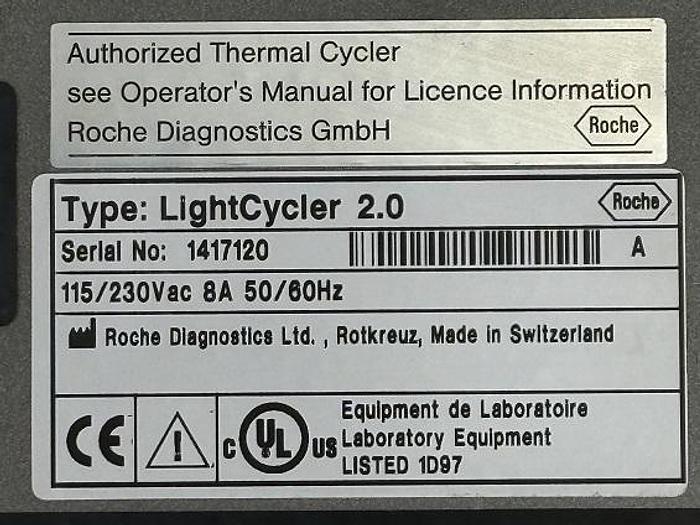 Authorized Thermal Cycler
see Operator's Manual for Licence Information
Roche Diagnostics GmbH
Roche
Type: LightCycler 2.0
Roche
Serial No: 1417120
A
115/230Vac 8A 50/60Hz
Roche Diagnostics Ltd. , Rotkreuz, Made in Switzerland
CE
C UL US
Equipment de Laboratoire
Laboratory Equipment
LISTED 1D97